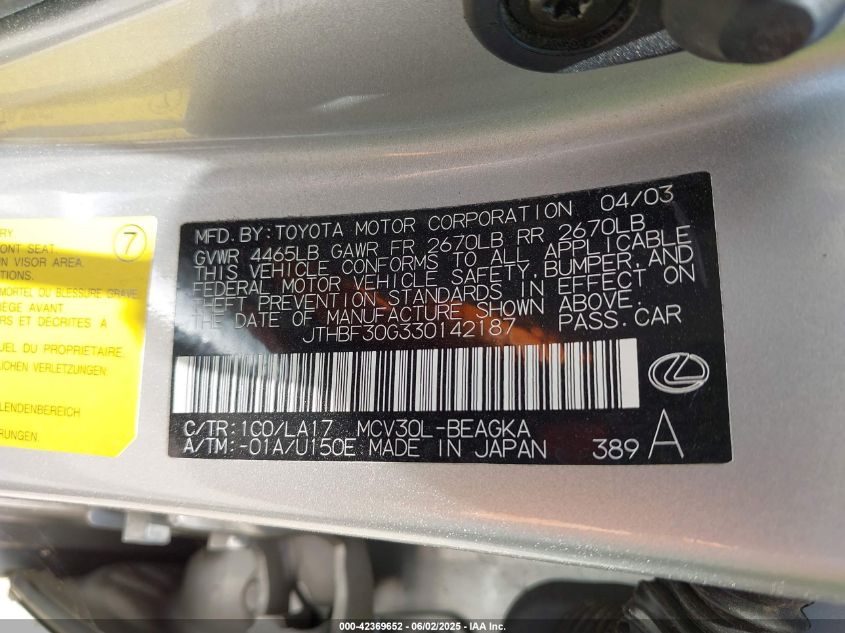 RY
ONT SEAT.
N VISOR AREA.
CTIONS.
MORTEL OU BLESSURE GRAVE.
IÈGE AVANT
RS ET DÉCRITES A
UEL DU PROPRIETAIRE.
LICHEN VERLETZUNGEN
LENDENBEREICH
RUNGEN.
7
MFD. BY: TOYOTA MOTOR CORPORATION 04/03
GVWR 4465LB GAWR FR 2670LB RR 2670LB
THIS VEHICLE CONFORMS TO ALL APPLICABLE
FEDERAL MOTOR VEHICLE SAFETY, BUMPER, AND
THEFT PREVENTION STANDARDS IN EFFECT ON
THE DATE OF MANUFACTURE SHOWN ABOVE.
JTHBF30G330142187 PASS. CAR
C/TR: 1C0/LA17 MCV30L-BEAGKA
A/TM: -01A/U150E MADE IN JAPAN 389 A
000-42369652 - 06/02/2025 - IAA Inc.